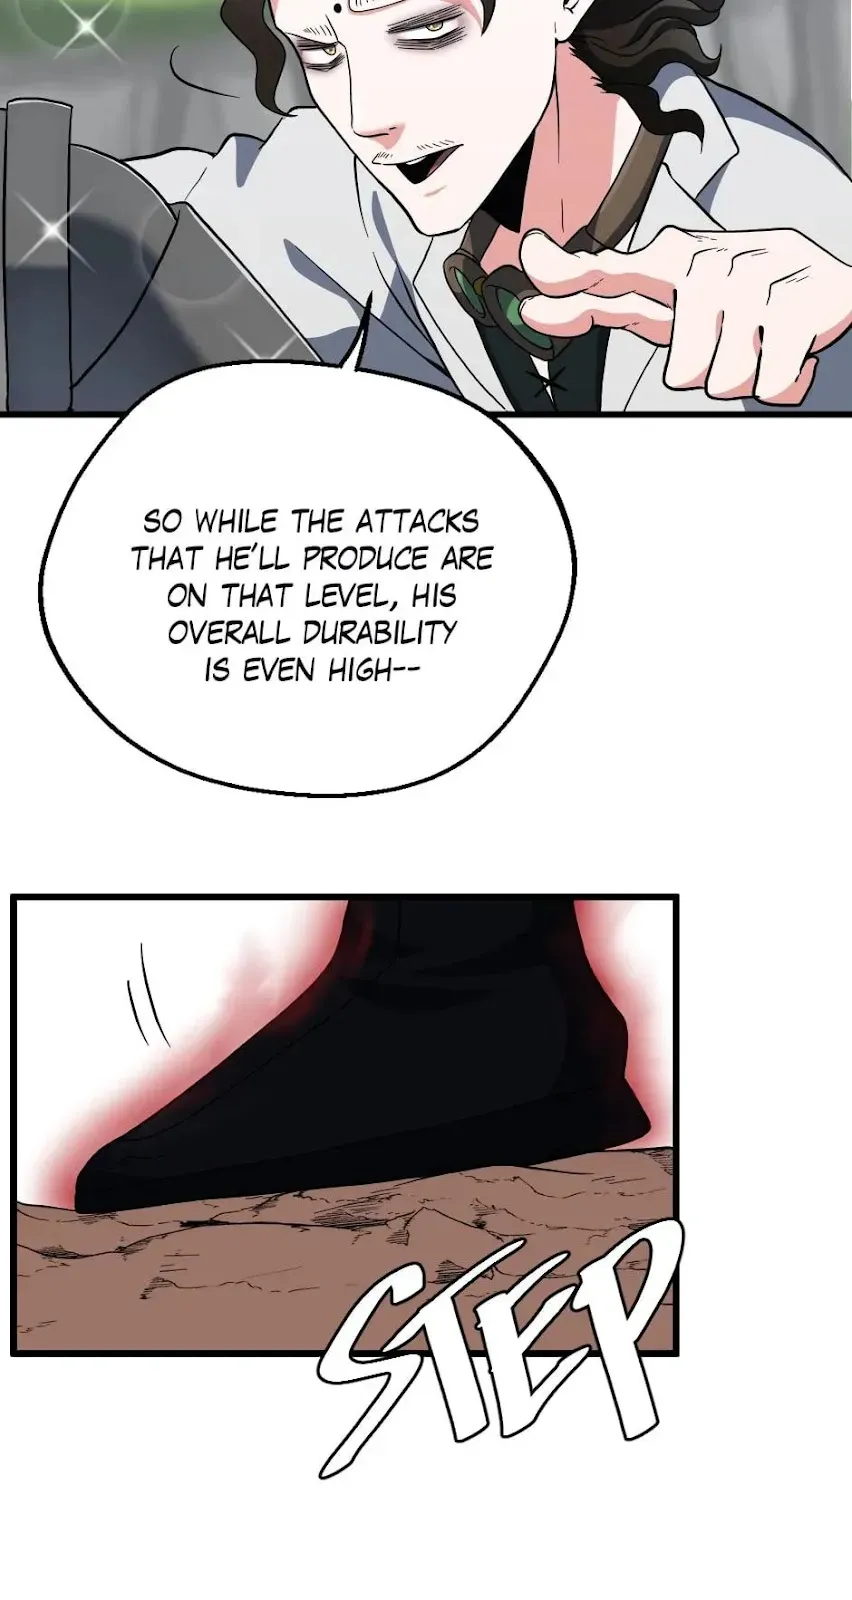 SO WHILE THE ATTACKS
THAT HE'LL PRODUCE ARE
ON THAT LEVEL, HIS
OVERALL DURABILITY
IS EVEN HIGH--
STEP